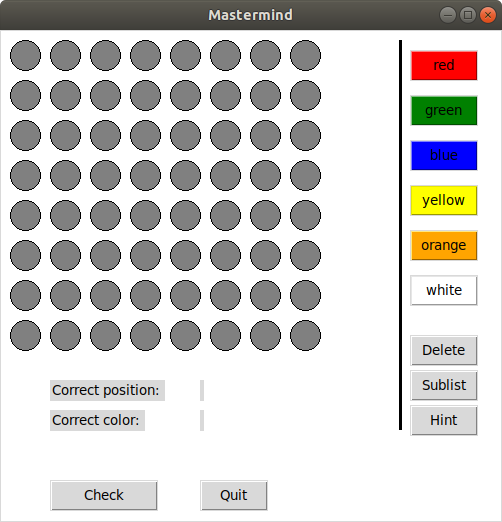 Mastermind
red
green
blue
yellow
orange
white
Delete
Sublist
Hint
Correct position:
Correct color:
Check
Quit